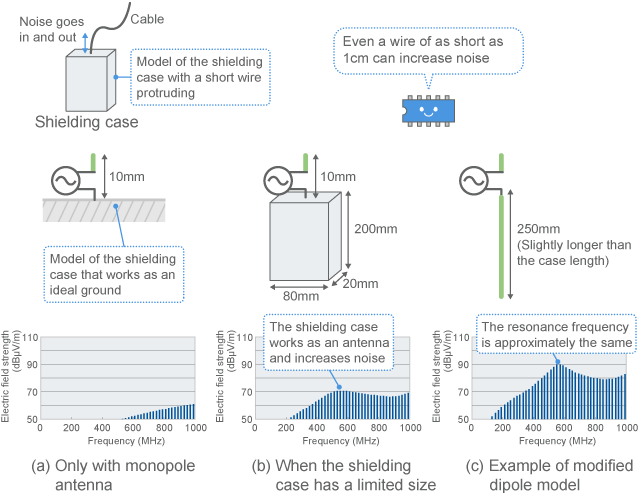 Noise goes
in and out
Cable
Model of the shielding
case with a short wire
protruding
Shielding case
Even a wire of as short as
1cm can increase noise
10mm
Model of the shielding
case that works as an
ideal ground
10mm
200mm
20mm
80mm
250mm
(Slightly longer than
the case length)
Electric field strength
(dBμV/m)
110
90
70
50
0
200
400
600
800
1000
Frequency (MHz)
(a) Only with monopole
antenna
The shielding case
works as an antenna
and increases noise
Electric field strength
(dBμV/m)
110
90
70
50
0
200
400
600
800
1000
Frequency (MHz)
(b) When the shielding
case has a limited size
The resonance frequency
is approximately the same
Electric field strength
(dBμV/m)
110
90
70
50
0
200
400
600
800
1000
Frequency (MHz)
(c) Example of modified
dipole model